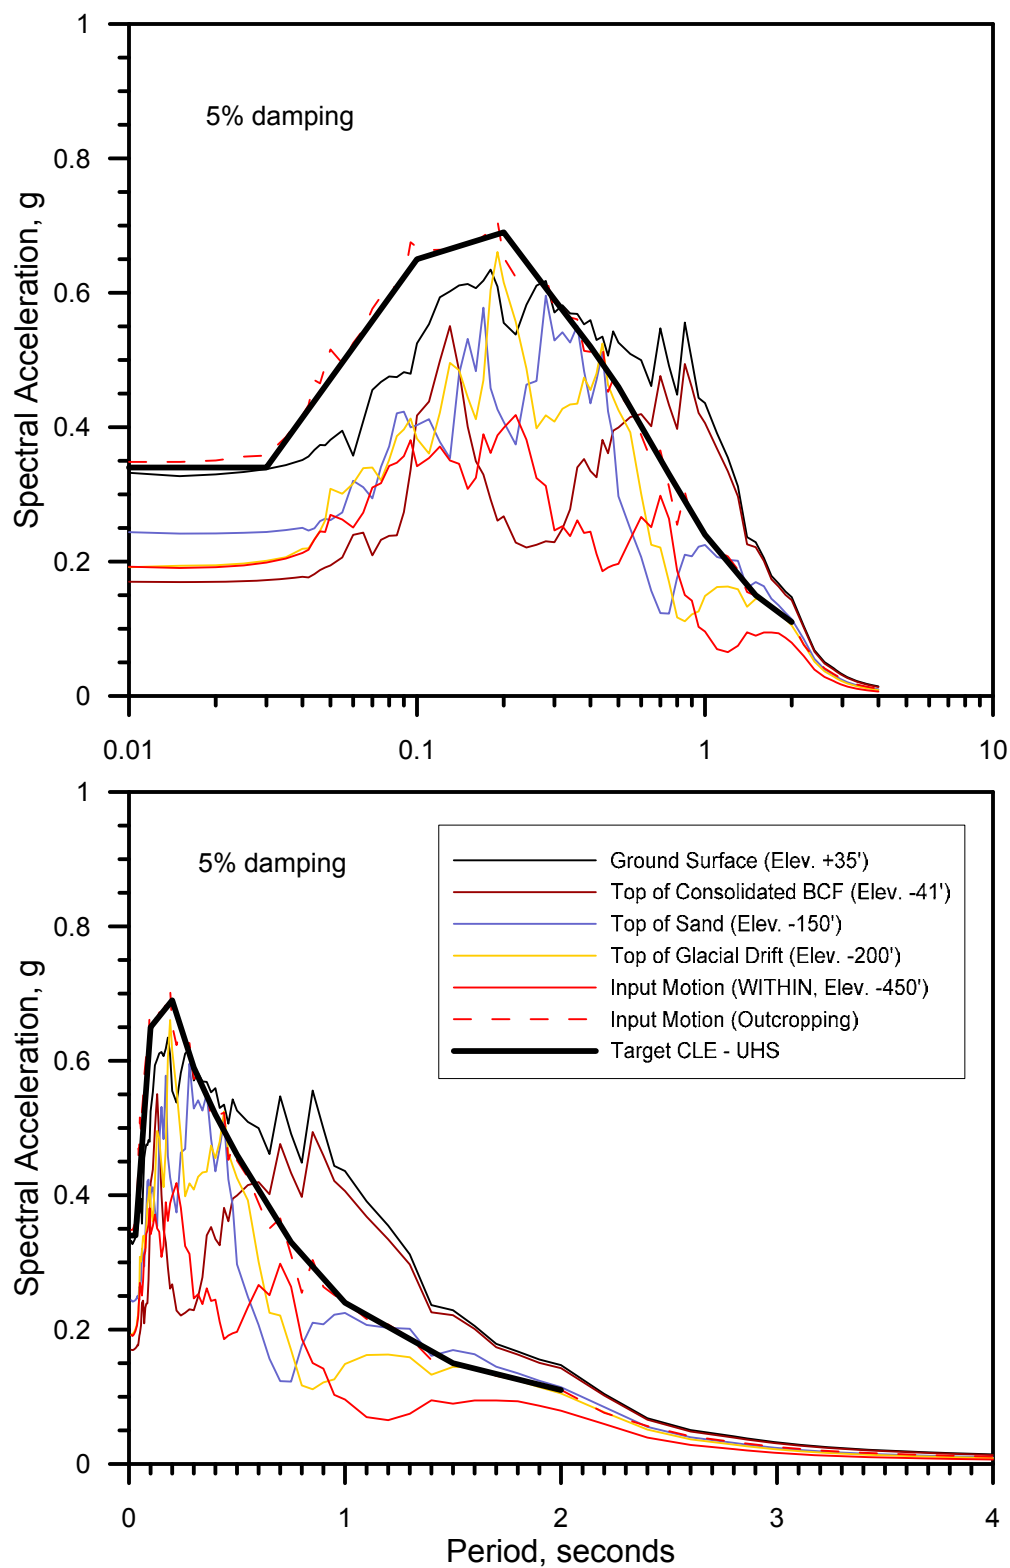 1
0.8
0.6
0.4
0.2
0
Spectral Acceleration, g
5% damping
0.01
0.1
1
10
1
0.8
0.6
0.4
0.2
0
Spectral Acceleration, g
5% damping
Ground Surface (Elev. +35')
Top of Consolidated BCF (Elev. -41')
Top of Sand (Elev. -150')
Top of Glacial Drift (Elev. -200')
Input Motion (WITHIN, Elev. -450')
Input Motion (Outcropping)
Target CLE - UHS
0
1
2
3
4
Period, seconds